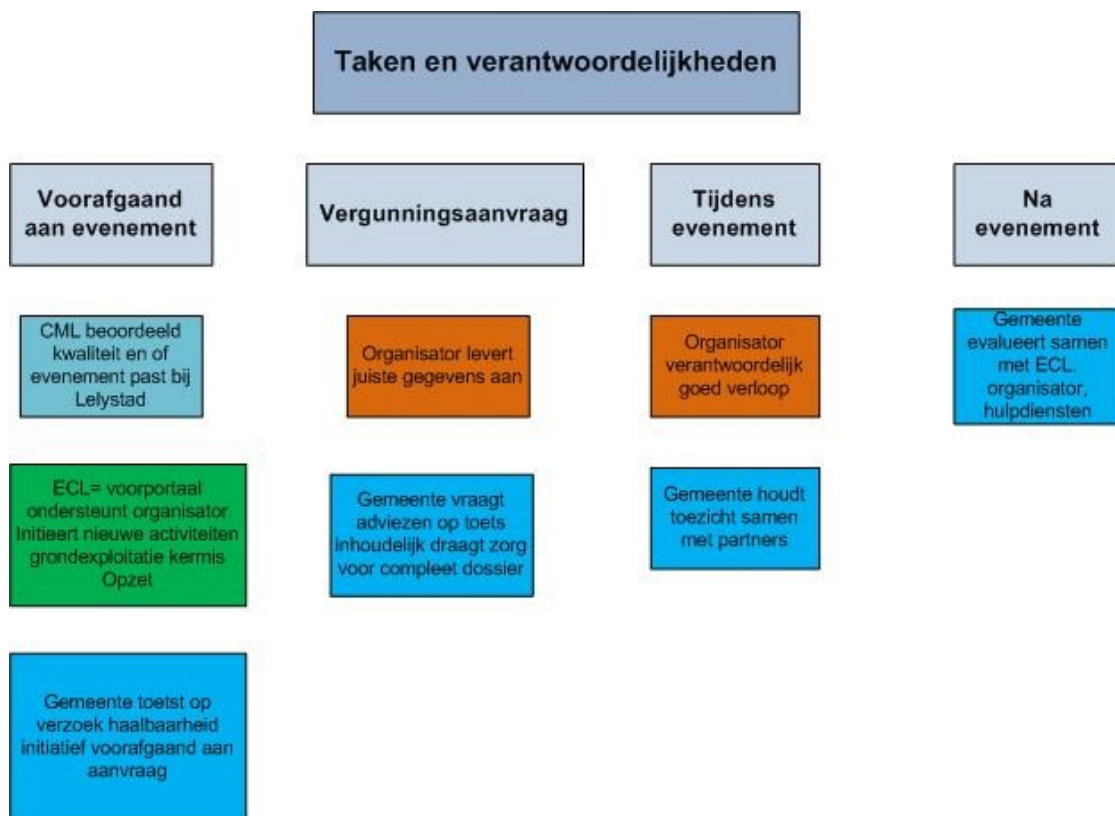 Taken en verantwoordelijkheden
Voorafgaand
aan evenement
Vergunningsaanvraag
Tijdens
evenement
Na
evenement
CML beoordeeld
kwaliteit en of
evenement past bij
Lelystad
Organisator levert
juiste gegevens aan
Organisator
verantwoordelijk
goed verloop
Gemeente
evalueert samen
met ECL.
organisator,
hulpdiensten
ECL= voorportaal
ondersteunt organisator
Initieert nieuwe activiteiten
grondexploitatie kermis
Opzet
Gemeente vraagt
adviezen op toets
inhoudelijk draagt zorg
voor compleet dossier
Gemeente houdt
toezicht samen
met partners
Gemeente toetst op
verzoek haalbaarheid
initiatief voorafgaand aan
aanvraag